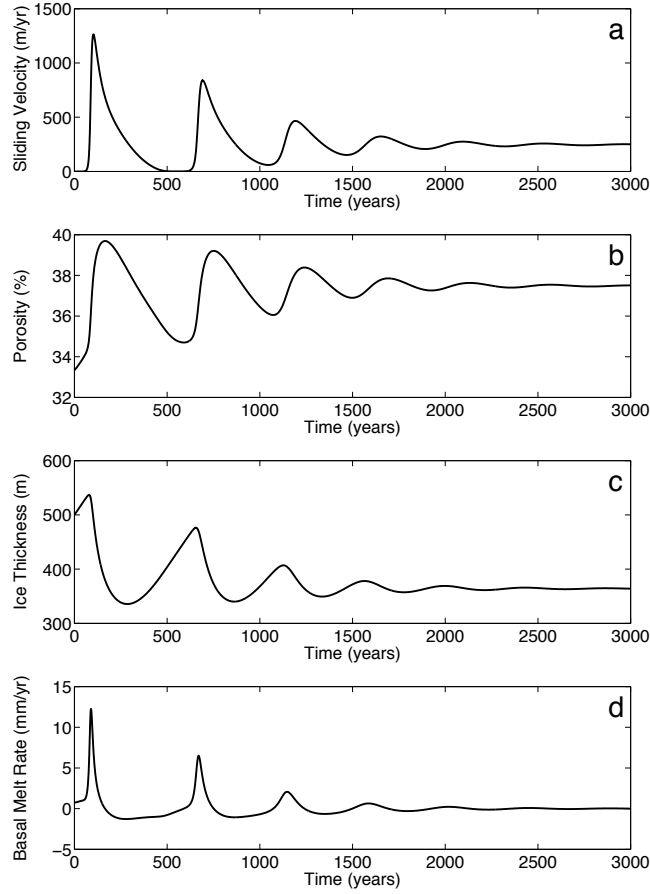 a
Sliding Velocity (m/yr)
1500
1000
500
0
0 500 1000 1500 2000 2500 3000
Time (years)
b
Porosity (%)
40
38
36
34
32
0 500 1000 1500 2000 2500 3000
Time (years)
c
Ice Thickness (m)
600
500
400
300
0 500 1000 1500 2000 2500 3000
Time (years)
d
Basal Melt Rate (mm/yr)
15
10
5
0
−5
0 500 1000 1500 2000 2500 3000
Time (years)